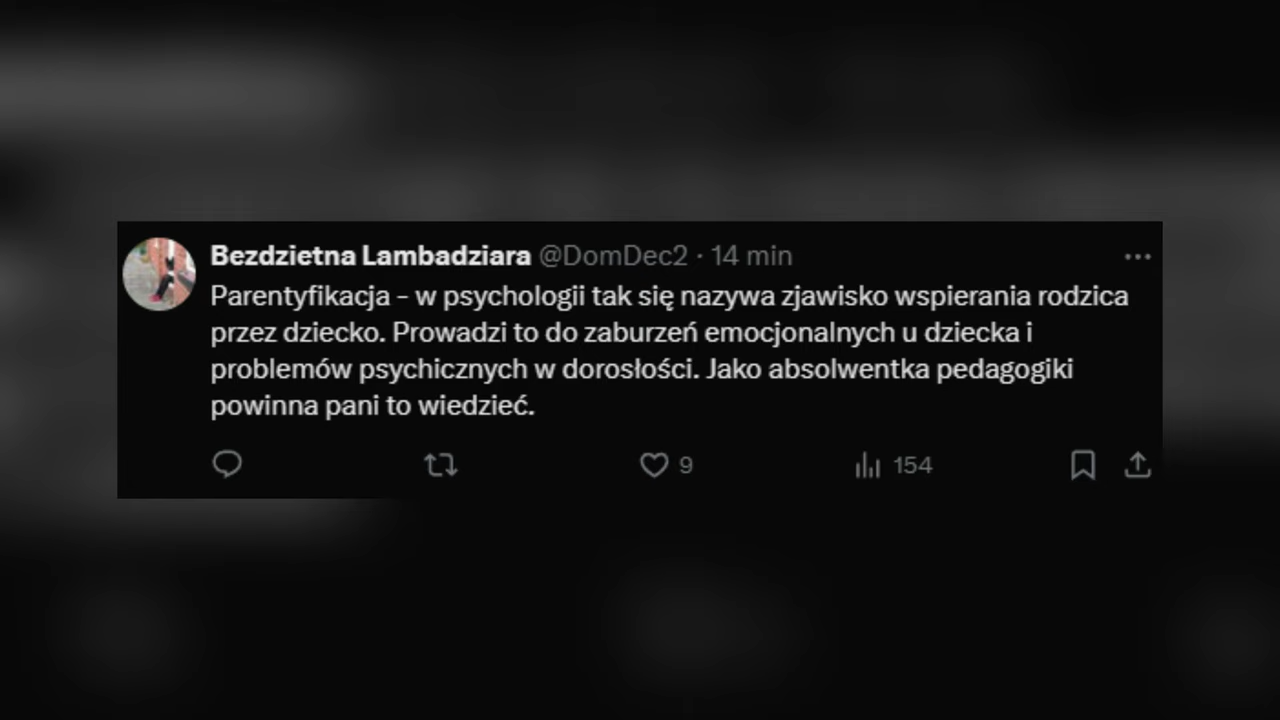 Bezdzietna Lambadziara @DomDec2 · 14 min
Parentyfikacja – w psychologii tak się nazywa zjawisko wspierania rodzica
przez dziecko. Prowadzi to do zaburzeń emocjonalnych u dziecka i
problemów psychicznych w dorosłości. Jako absolwentka pedagogiki
powinna pani to wiedzieć.
9 154